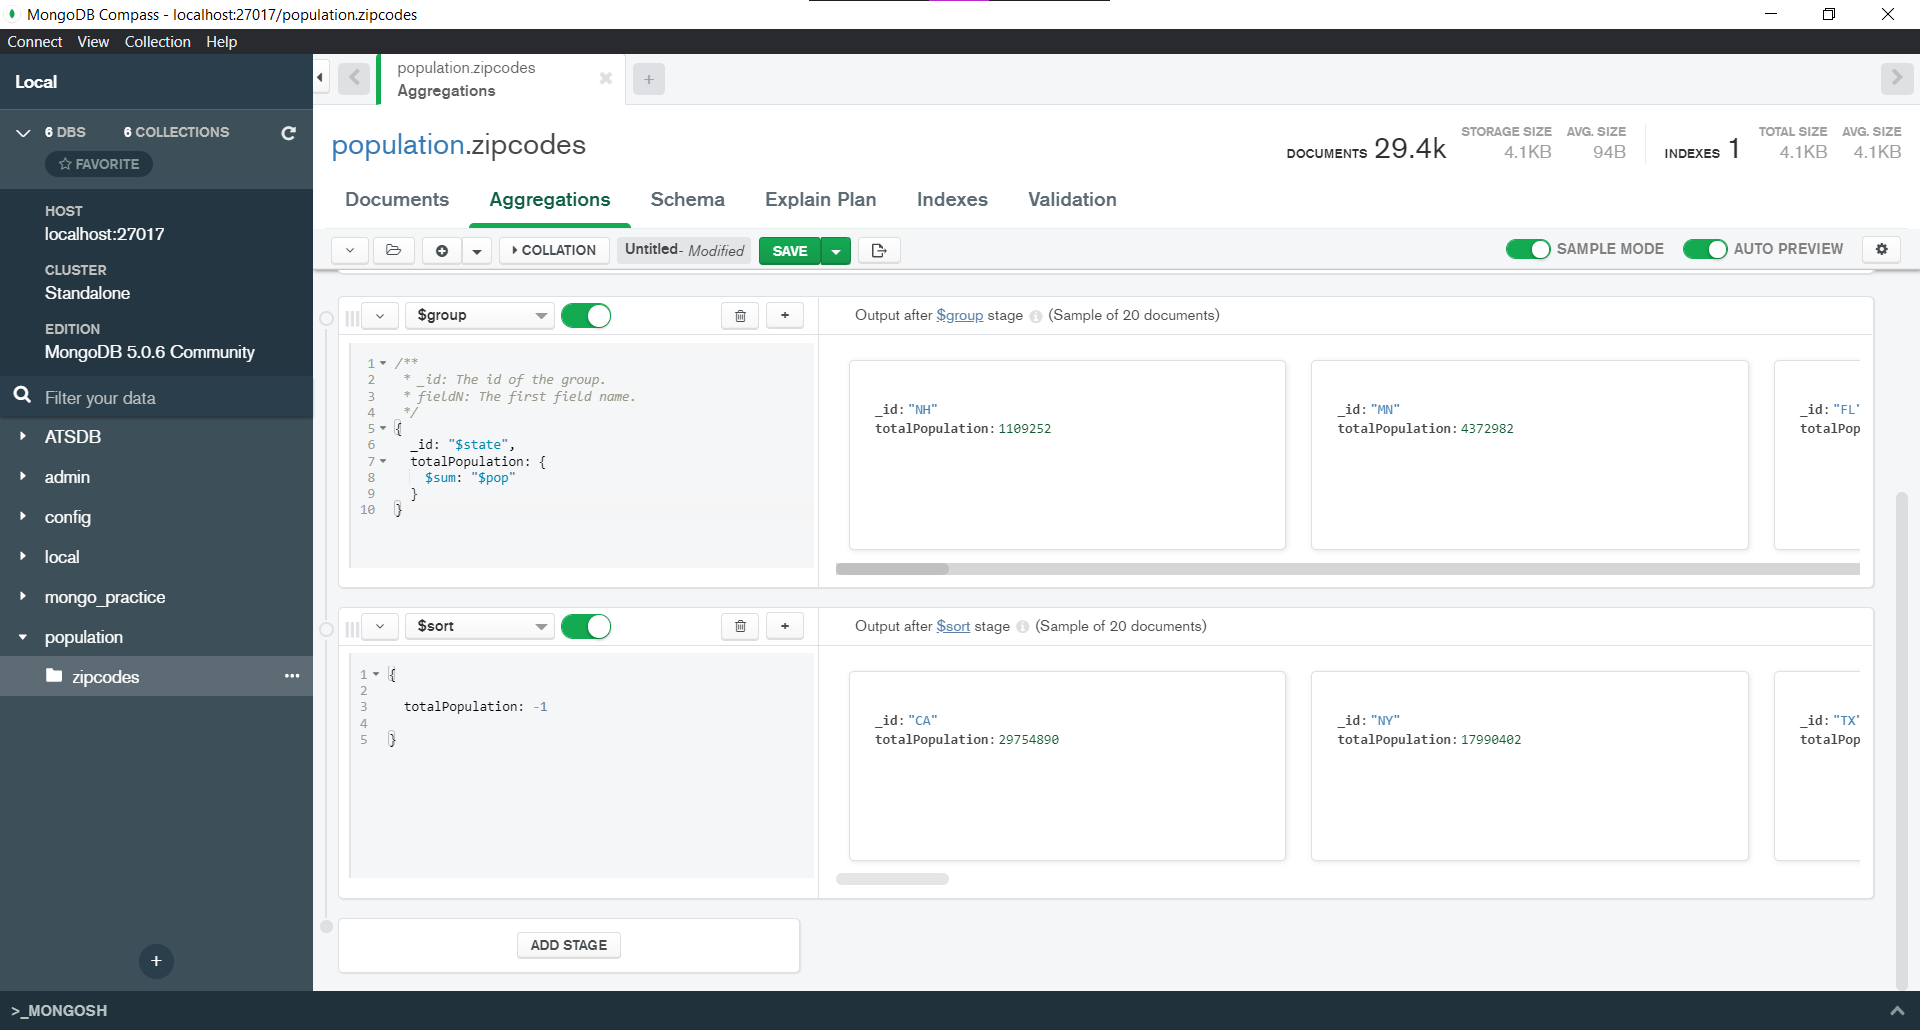 MongoDB Compass - localhost:27017/population.zipcodes
Connect View Collection Help
Local
6 DBS 6 COLLECTIONS
FAVORITE
HOST
localhost:27017
CLUSTER
Standalone
EDITION
MongoDB 5.0.6 Community
Filter your data
ATSDB
admin
config
local
mongo_practice
population
zipcodes
+
>_MONGOSH
population.zipcodes
Aggregations
+
population.zipcodes
DOCUMENTS 29.4k
STORAGE SIZE
4.1KB
AVG. SIZE
94B
INDEXES 1
TOTAL SIZE
4.1KB
AVG. SIZE
4.1KB
Documents Aggregations Schema Explain Plan Indexes Validation
COLLATION Untitled- Modified SAVE SAMPLE MODE AUTO PREVIEW
$group +
Output after $group stage (Sample of 20 documents)
1 /**
2 * _id: The id of the group.
3 * fieldN: The first field name.
4 */
5 {
6 _id: "$state",
7 totalPopulation: {
8 $sum: "$pop"
9 }
10 }
_id: "NH"
totalPopulation: 1109252
_id: "MN"
totalPopulation: 4372982
_id: "FL"
totalPop
$sort +
Output after $sort stage (Sample of 20 documents)
1 {
2
3 totalPopulation: -1
4
5 }
_id: "CA"
totalPopulation: 29754890
_id: "NY"
totalPopulation: 17990402
_id: "TX"
totalPop
ADD STAGE